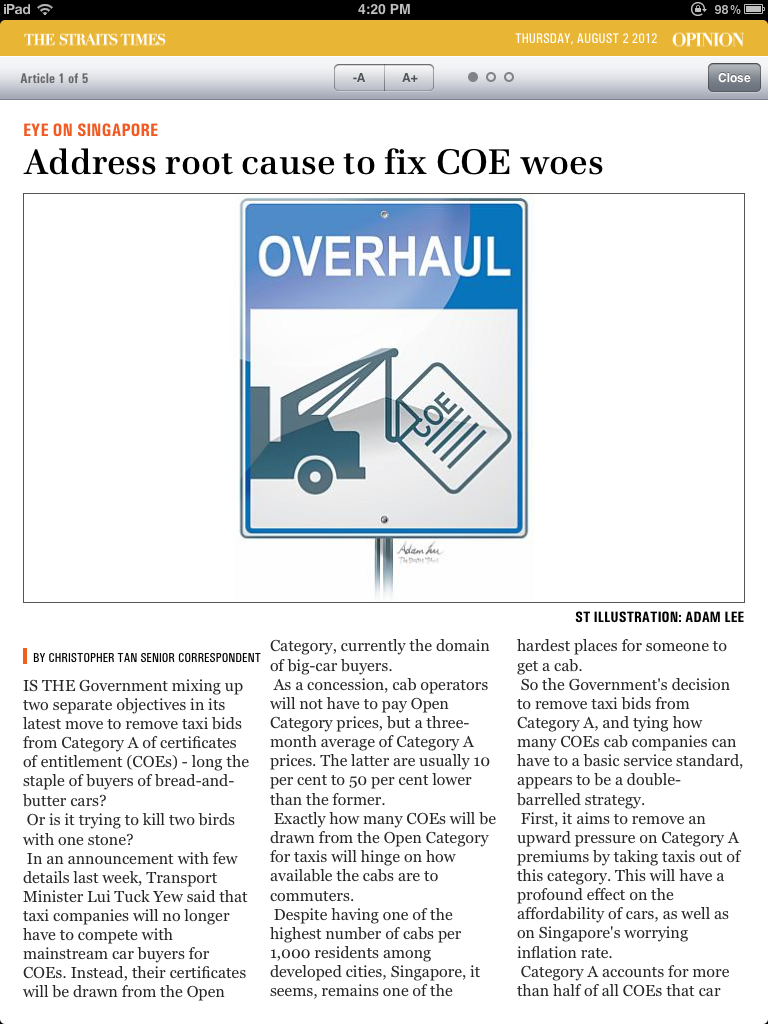 iPad
4:20 PM
98%
THE STRAITS TIMES
THURSDAY, AUGUST 2 2012
OPINION
Article 1 of 5
-A
A+
Close
EYE ON SINGAPORE
Address root cause to fix COE woes
OVERHAUL
COE
Adam Lee
The Straits Times
ST ILLUSTRATION: ADAM LEE
BY CHRISTOPHER TAN SENIOR CORRESPONDENT
IS THE Government mixing up
two separate objectives in its
latest move to remove taxi bids
from Category A of certificates
of entitlement (COEs) - long the
staple of buyers of bread-and-
butter cars?
Or is it trying to kill two birds
with one stone?
In an announcement with few
details last week, Transport
Minister Lui Tuck Yew said that
taxi companies will no longer
have to compete with
mainstream car buyers for
COEs. Instead, their certificates
will be drawn from the Open
Category, currently the domain
of big-car buyers.
As a concession, cab operators
will not have to pay Open
Category prices, but a three-
month average of Category A
prices. The latter are usually 10
per cent to 50 per cent lower
than the former.
Exactly how many COEs will be
drawn from the Open Category
for taxis will hinge on how
available the cabs are to
commuters.
Despite having one of the
highest number of cabs per
1,000 residents among
developed cities, Singapore, it
seems, remains one of the
hardest places for someone to
get a cab.
So the Government's decision
to remove taxi bids from
Category A, and tying how
many COEs cab companies can
have to a basic service standard,
appears to be a double-
barrelled strategy.
First, it aims to remove an
upward pressure on Category A
premiums by taking taxis out of
this category. This will have a
profound effect on the
affordability of cars, as well as
on Singapore's worrying
inflation rate.
Category A accounts for more
than half of all COEs that car